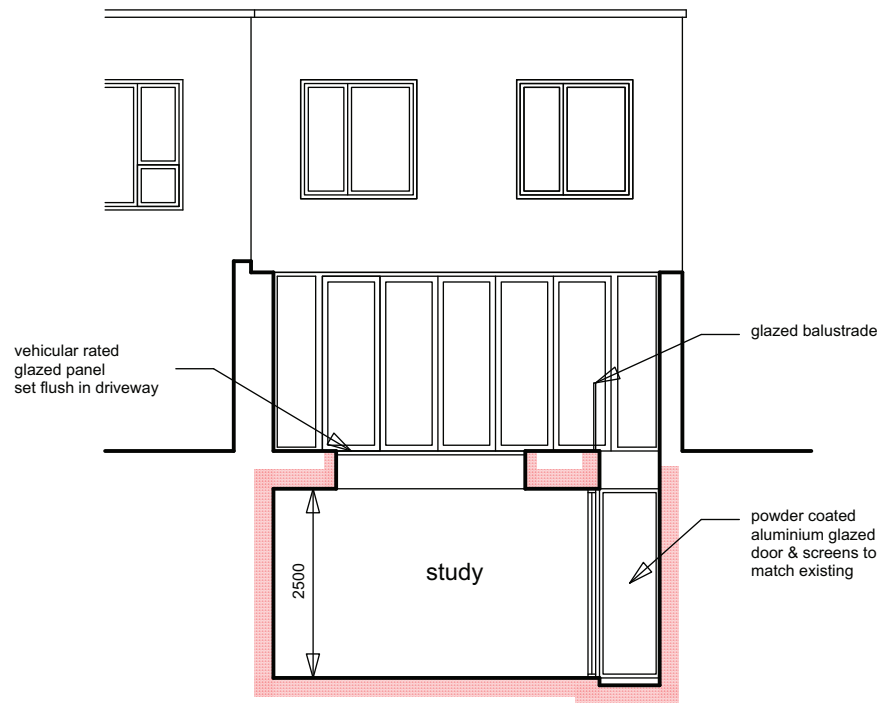 vehicular rated
glazed panel
set flush in driveway
glazed balustrade
2500
study
powder coated
aluminium glazed
door & screens to
match existing